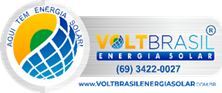 AQUI TEM ENERGIA SOLAR!
VOLTBRASIL®
ENERGIA SOLAR
(69) 3422-0027
WWW.VOLTBRASILENERGIASOLAR.COM.BR